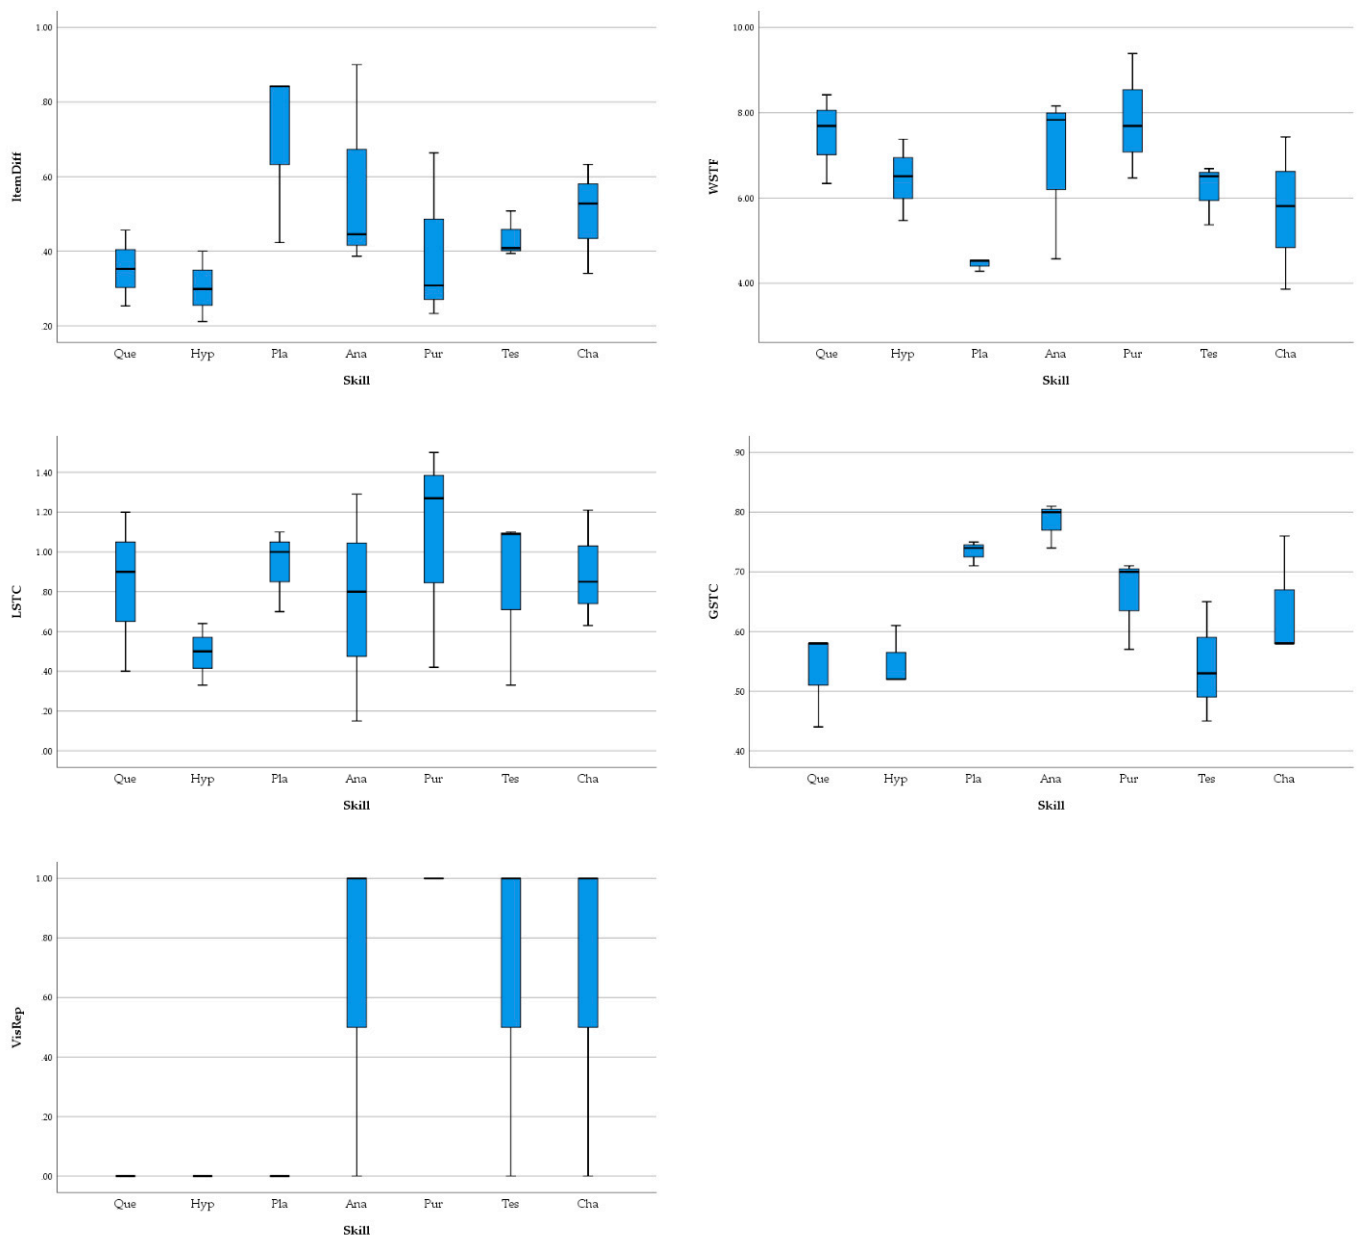 1.00
.80
.60
.40
.20
ItemDiff
Que Hyp Pla Ana Pur Tes Cha
Skill
10.00
8.00
6.00
4.00
WSTF
Que Hyp Pla Ana Pur Tes Cha
Skill
1.40
1.20
1.00
.80
.60
.40
.20
.00
LSTC
Que Hyp Pla Ana Pur Tes Cha
Skill
.90
.80
.70
.60
.50
.40
GSTC
Que Hyp Pla Ana Pur Tes Cha
Skill
1.00
.80
.60
.40
.20
.00
VisRep
Que Hyp Pla Ana Pur Tes Cha
Skill